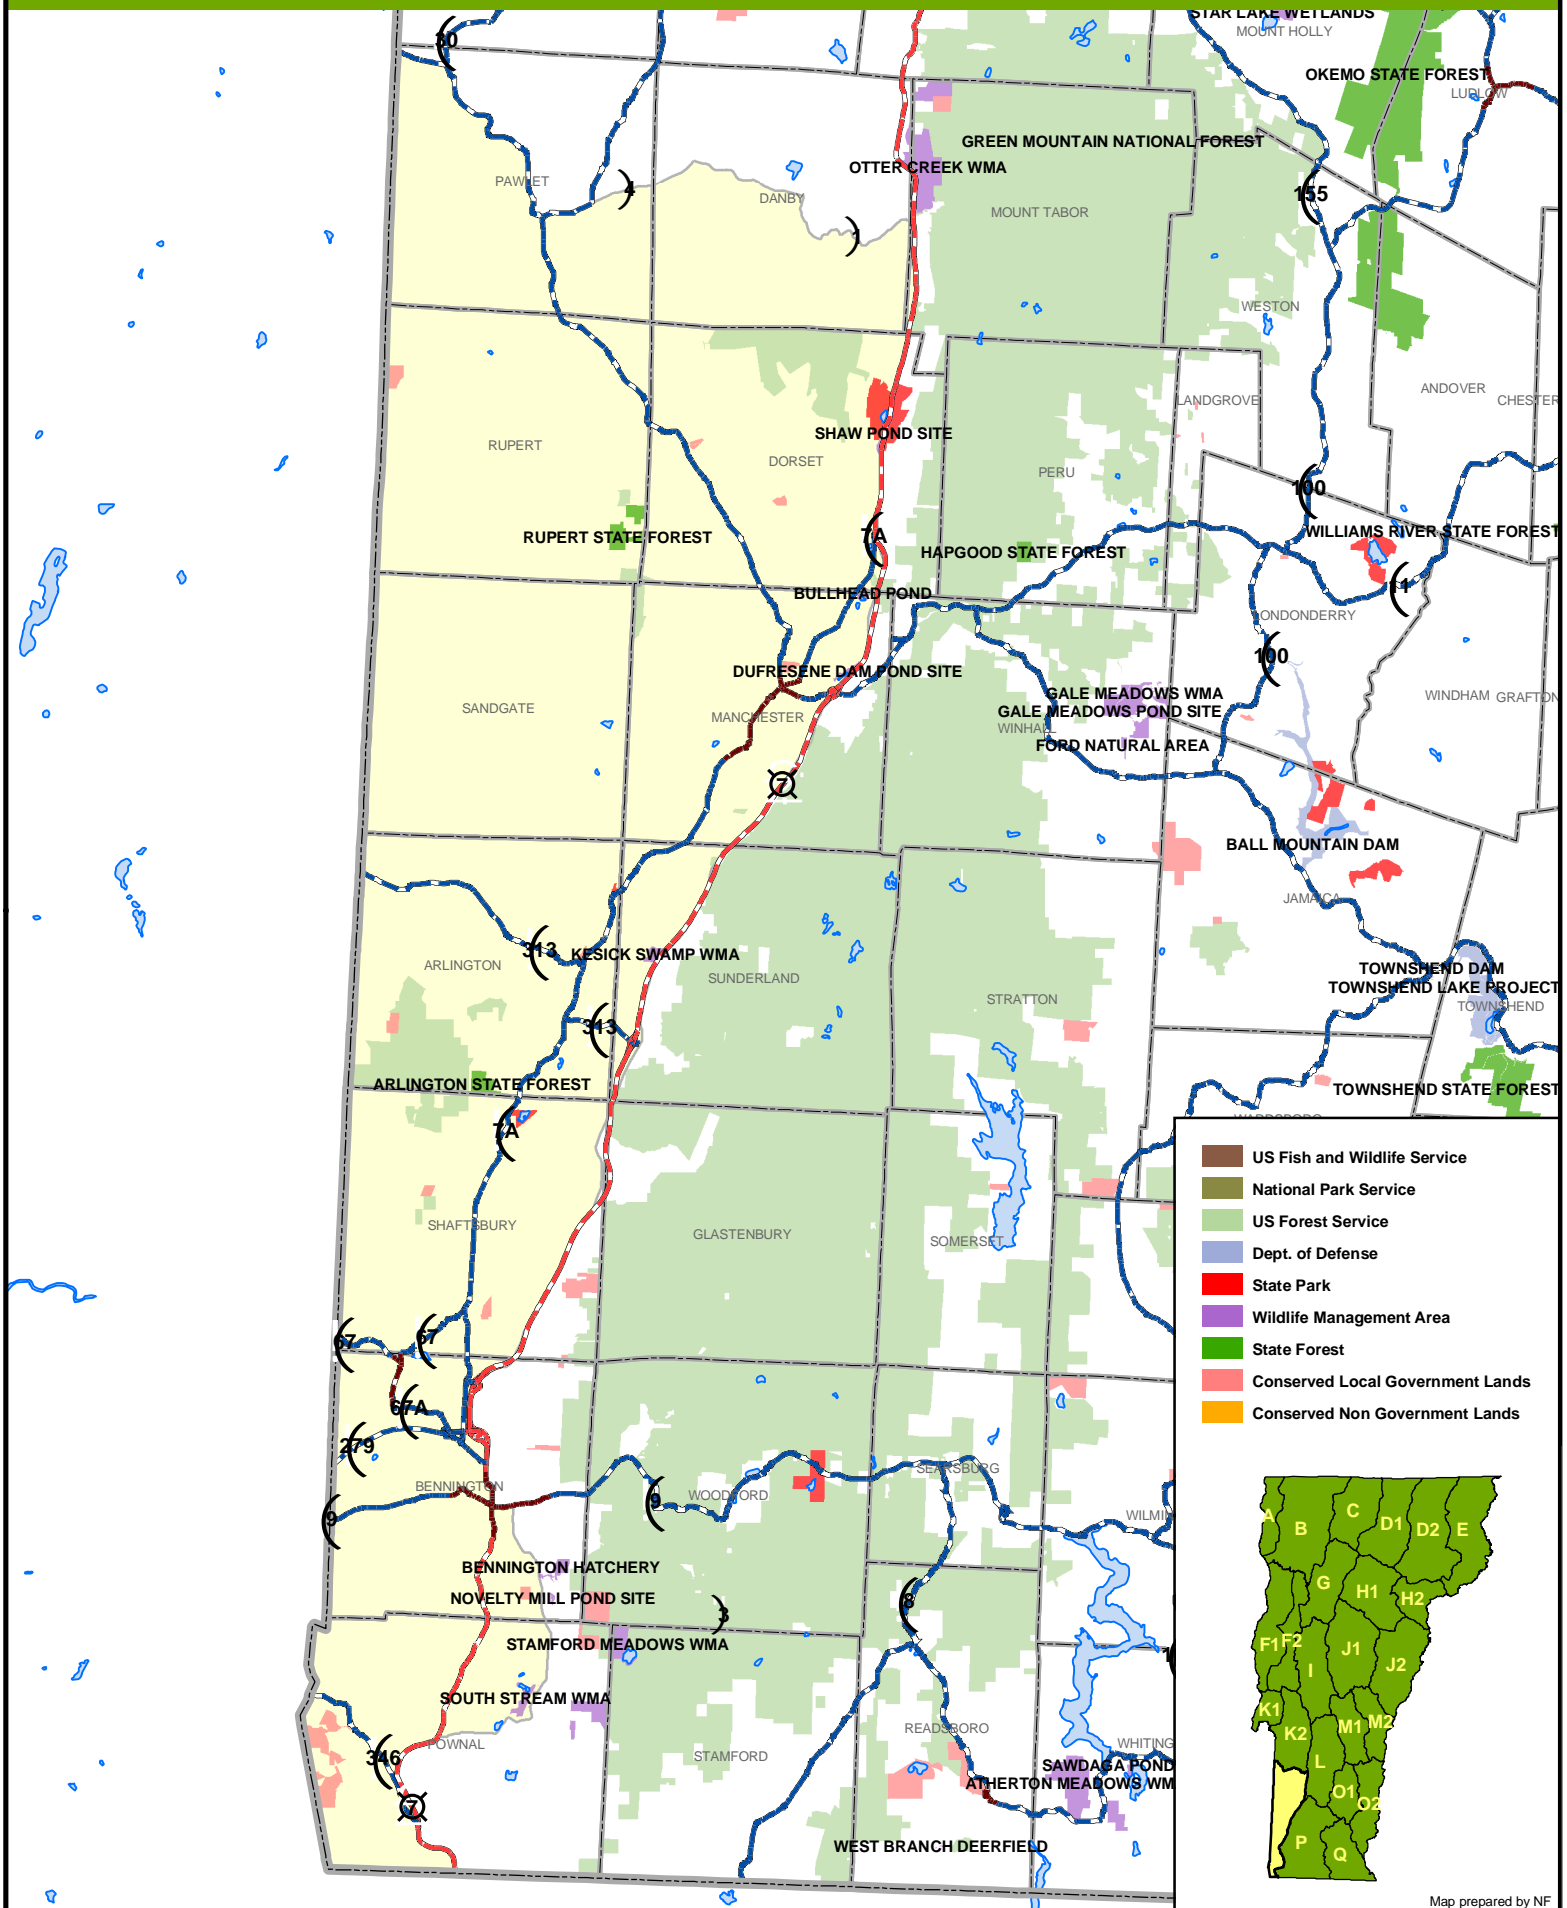 STAR LAKE WETLANDS
MOUNT HOLLY
30
OKEMO STATE FOREST
LUDLOW
GREEN MOUNTAIN NATIONAL FOREST
OTTER CREEK WMA
PAWLET
4
DANBY
155
MOUNT TABOR
1
WESTON
ANDOVER
LANDGROVE
CHESTER
SHAW POND SITE
RUPERT
DORSET
PERU
100
RUPERT STATE FOREST
7A
WILLIAMS RIVER STATE FOREST
HAPGOOD STATE FOREST
11
BULLHEAD POND
ONDONDERRY
100
DUFRESENE DAM POND SITE
GALE MEADOWS WMA
WINDHAM
GRAFTON
SANDGATE
GALE MEADOWS POND SITE
MANCHESTER
WINHALL
FORD NATURAL AREA
7
BALL MOUNTAIN DAM
JAMAICA
313
KESICK SWAMP WMA
ARLINGTON
SUNDERLAND
TOWNSHEND DAM
TOWNSHEND LAKE PROJECT
STRATTON
TOWNSHEND
313
ARLINGTON STATE FOREST
TOWNSHEND STATE FOREST
7A
SHAFTSBURY
GLASTENBURY
SOMERSET
67
67
67A
279
BENNINGTON
WOODFORD
SEARSBURG
9
9
WILMI
BENNINGTON HATCHERY
NOVELTY MILL POND SITE
3
8
STAMFORD MEADOWS WMA
SOUTH STREAM WMA
READSBORO
POWNAL
STAMFORD
WHITING
346
SAWDAGA POND
ATHERTON MEADOWS WM
7
WEST BRANCH DEERFIELD
US Fish and Wildlife Service
National Park Service
US Forest Service
Dept. of Defense
State Park
Wildlife Management Area
State Forest
Conserved Local Government Lands
Conserved Non Government Lands
A
B
C
D1
D2
E
G
H1
H2
F1
F2
I
J1
J2
K1
K2
M1
M2
L
O1
O2
P
Q
Map prepared by NF